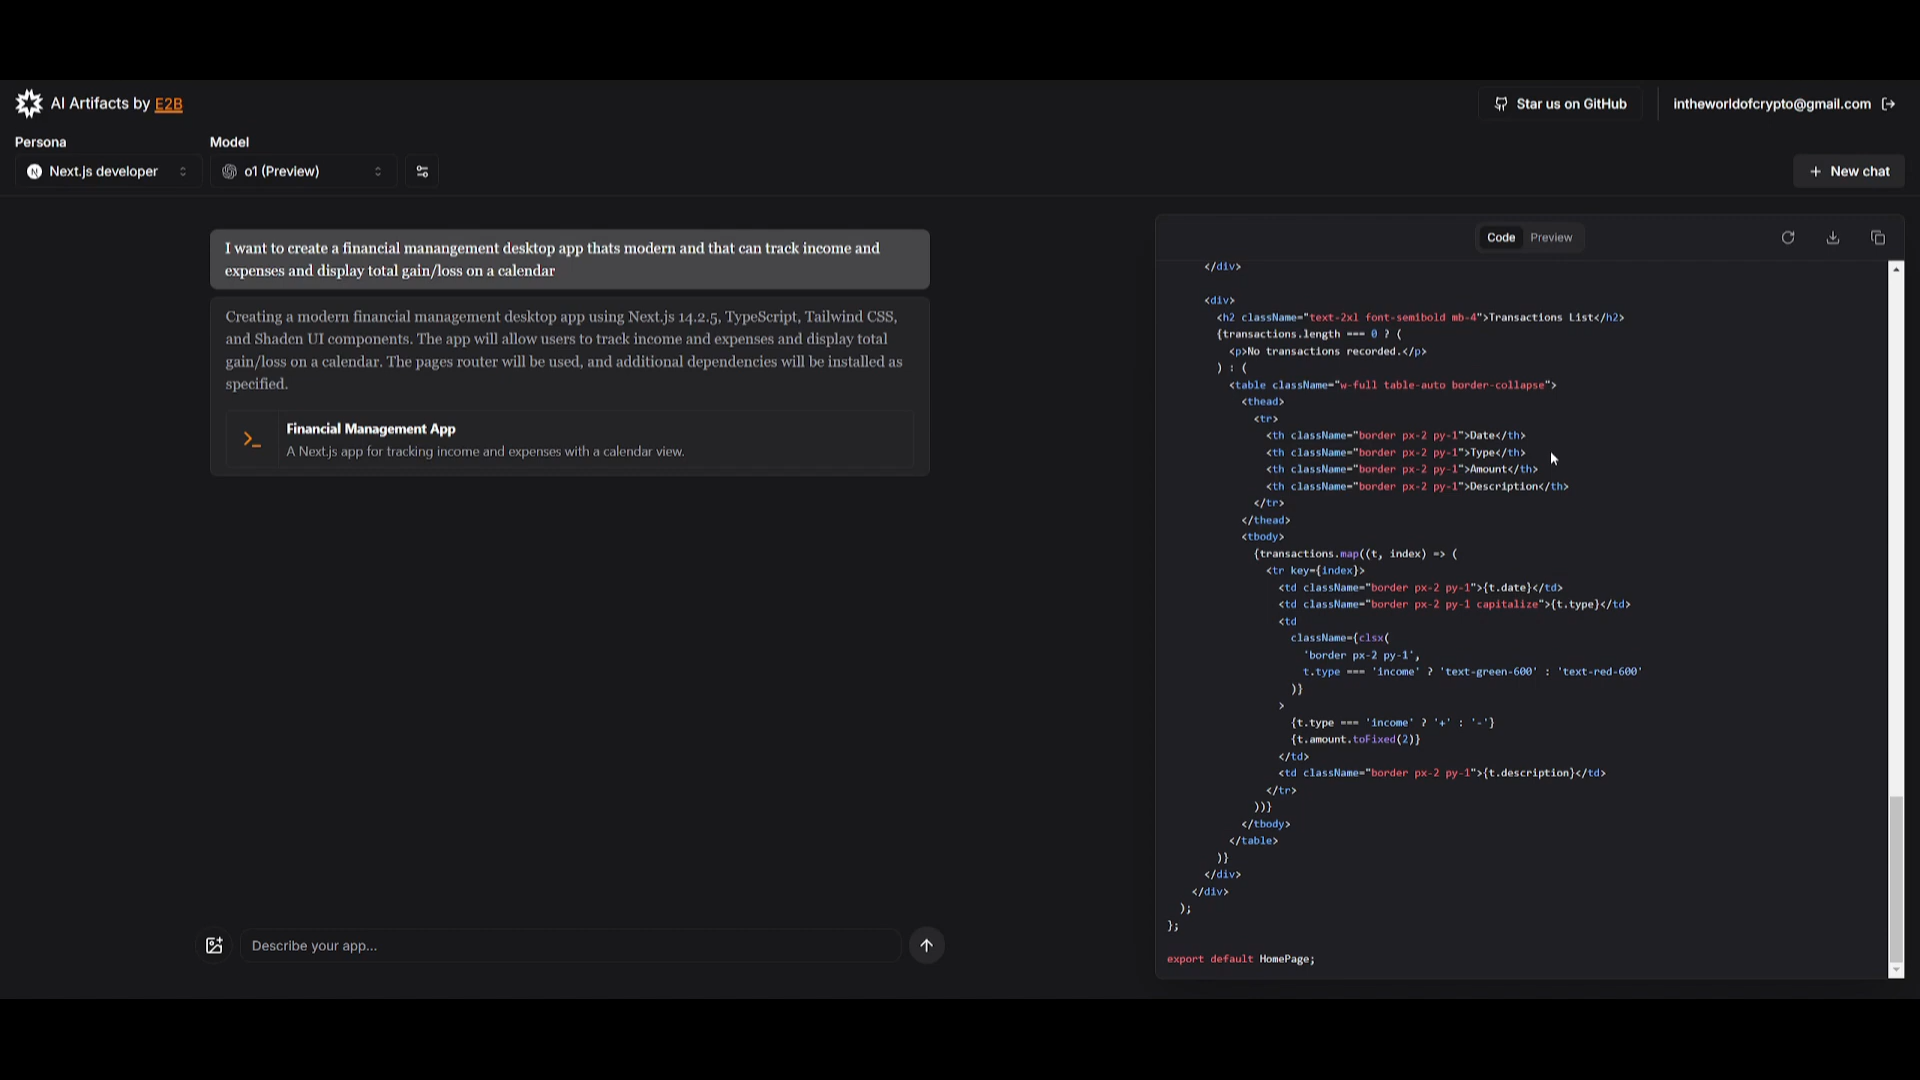 AI Artifacts by E2B
Star us on GitHub
intheworldofcrypto@gmail.com
Persona
Model
Next.js developer
o1 (Preview)
+ New chat
I want to create a financial manangement desktop app thats modern and that can track income and
expenses and display total gain/loss on a calendar
Creating a modern financial management desktop app using Next.js 14.2.5, TypeScript, Tailwind CSS,
and Shadcn UI components. The app will allow users to track income and expenses and display total
gain/loss on a calendar. The pages router will be used, and additional dependencies will be installed as
specified.
Financial Management App
A Next.js app for tracking income and expenses with a calendar view.
Describe your app...
Code
Preview
</div>
<div>
<h2 className="text-2xl font-semibold mb-4">Transactions List</h2>
{transactions.length === 0 ? (
<p>No transactions recorded.</p>
) : (
<table className="w-full table-auto border-collapse">
<thead>
<tr>
<th className="border px-2 py-1">Date</th>
<th className="border px-2 py-1">Type</th>
<th className="border px-2 py-1">Amount</th>
<th className="border px-2 py-1">Description</th>
</tr>
</thead>
<tbody>
{transactions.map((t, index) => (
<tr key={index}>
<td className="border px-2 py-1">{t.date}</td>
<td className="border px-2 py-1 capitalize">{t.type}</td>
<td
className={clsx(
'border px-2 py-1',
t.type === 'income' ? 'text-green-600' : 'text-red-600'
)}
>
{t.type === 'income' ? '+' : '-'}
{t.amount.toFixed(2)}
</td>
<td className="border px-2 py-1">{t.description}</td>
</tr>
))}
</tbody>
</table>
)}
</div>
</div>
);
};
export default HomePage;